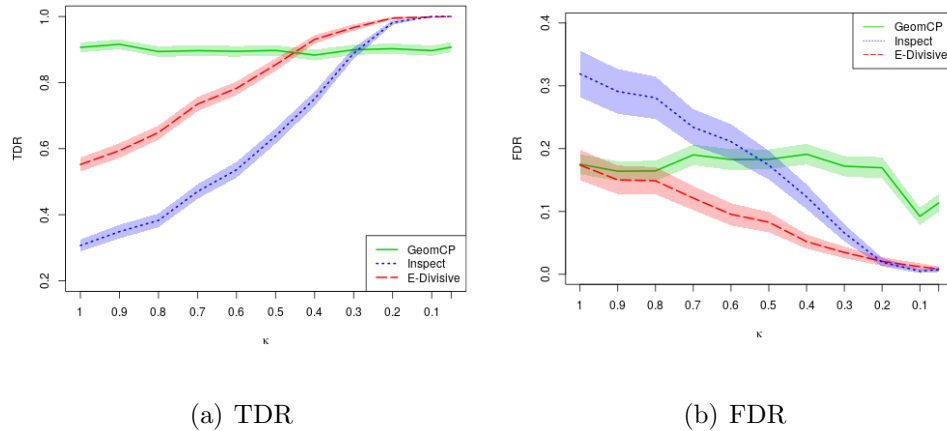 1.0
0.8
0.6
0.4
0.2
TDR
GeomCP
Inspect
E-Divisive
1 0.9 0.8 0.7 0.6 0.5 0.4 0.3 0.2 0.1
κ
(a) TDR
0.4
0.3
0.2
0.1
0.0
FDR
GeomCP
Inspect
E-Divisive
1 0.9 0.8 0.7 0.6 0.5 0.4 0.3 0.2 0.1
κ
(b) FDR